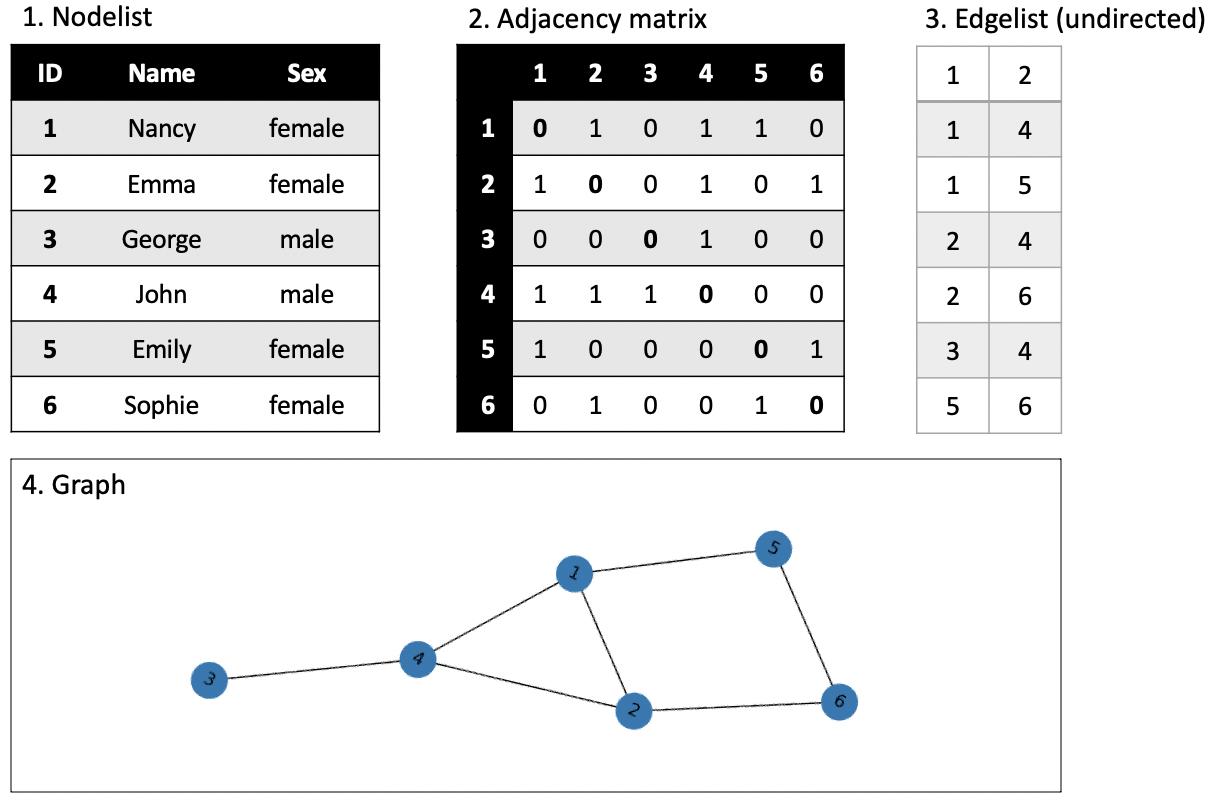 1. Nodelist
ID Name Sex
1 Nancy female
2 Emma female
3 George male
4 John male
5 Emily female
6 Sophie female
2. Adjacency matrix
1 2 3 4 5 6
1 0 1 0 1 1 0
2 1 0 0 1 0 1
3 0 0 0 1 0 0
4 1 1 1 0 0 0
5 1 0 0 0 0 1
6 0 1 0 0 1 0
3. Edgelist (undirected)
1 2
1 4
1 5
2 4
2 6
3 4
5 6
4. Graph
5
1
4
3
6
2